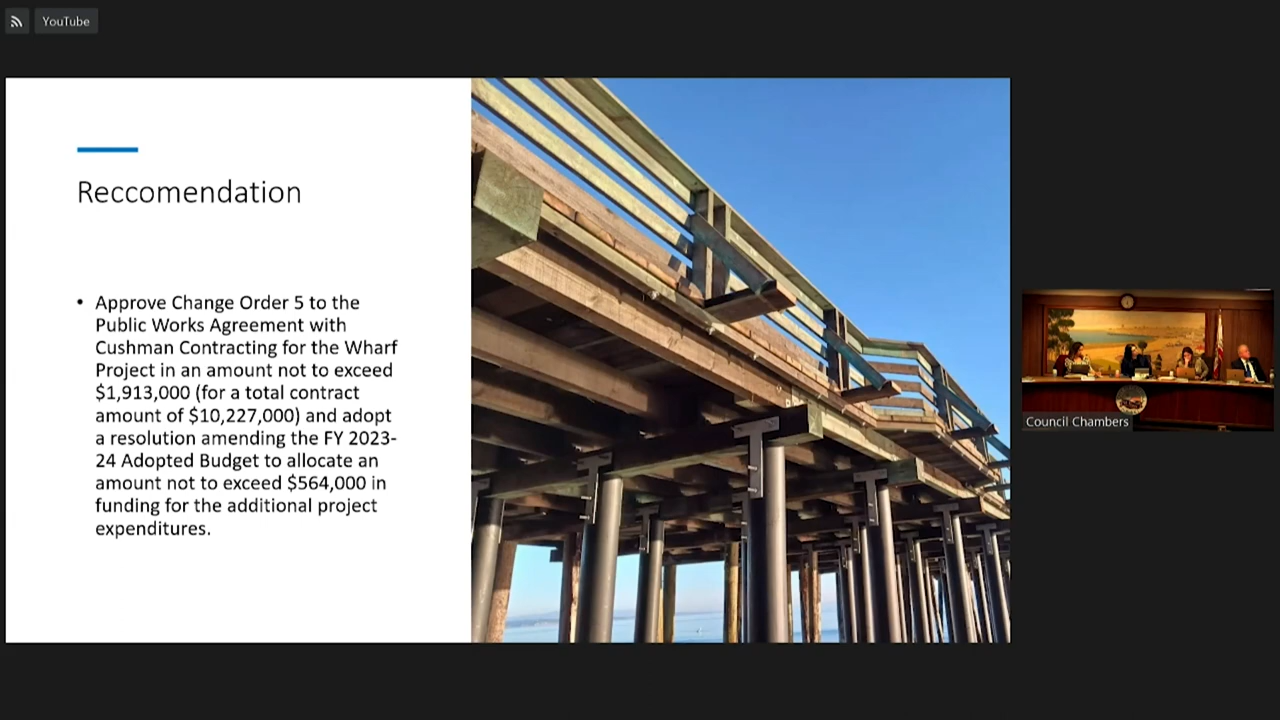 YouTube
Reccomendation
• Approve Change Order 5 to the
Public Works Agreement with
Cushman Contracting for the Wharf
Project in an amount not to exceed
$1,913,000 (for a total contract
amount of $10,227,000) and adopt
a resolution amending the FY 2023-
24 Adopted Budget to allocate an
amount not to exceed $564,000 in
funding for the additional project
expenditures.
Council Chambers